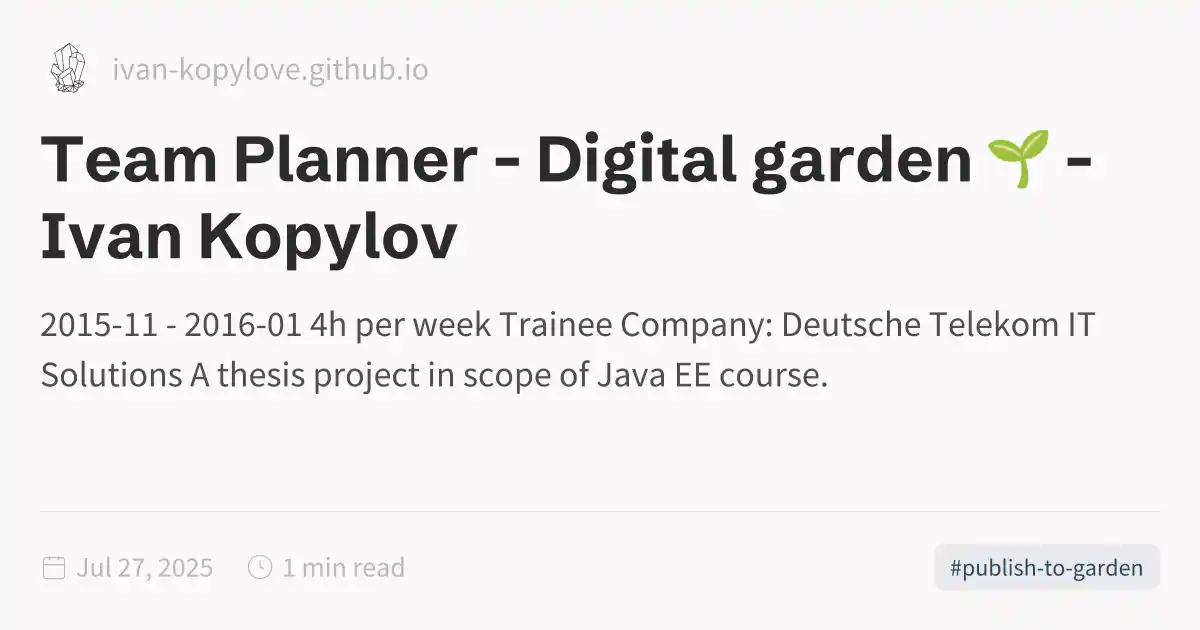 ivan-kopylove.github.io
Team Planner - Digital garden 🌱 -
Ivan Kopylov
2015-11 - 2016-01 4h per week Trainee Company: Deutsche Telekom IT
Solutions A thesis project in scope of Java EE course.
Jul 27, 2025 1 min read
#publish-to-garden